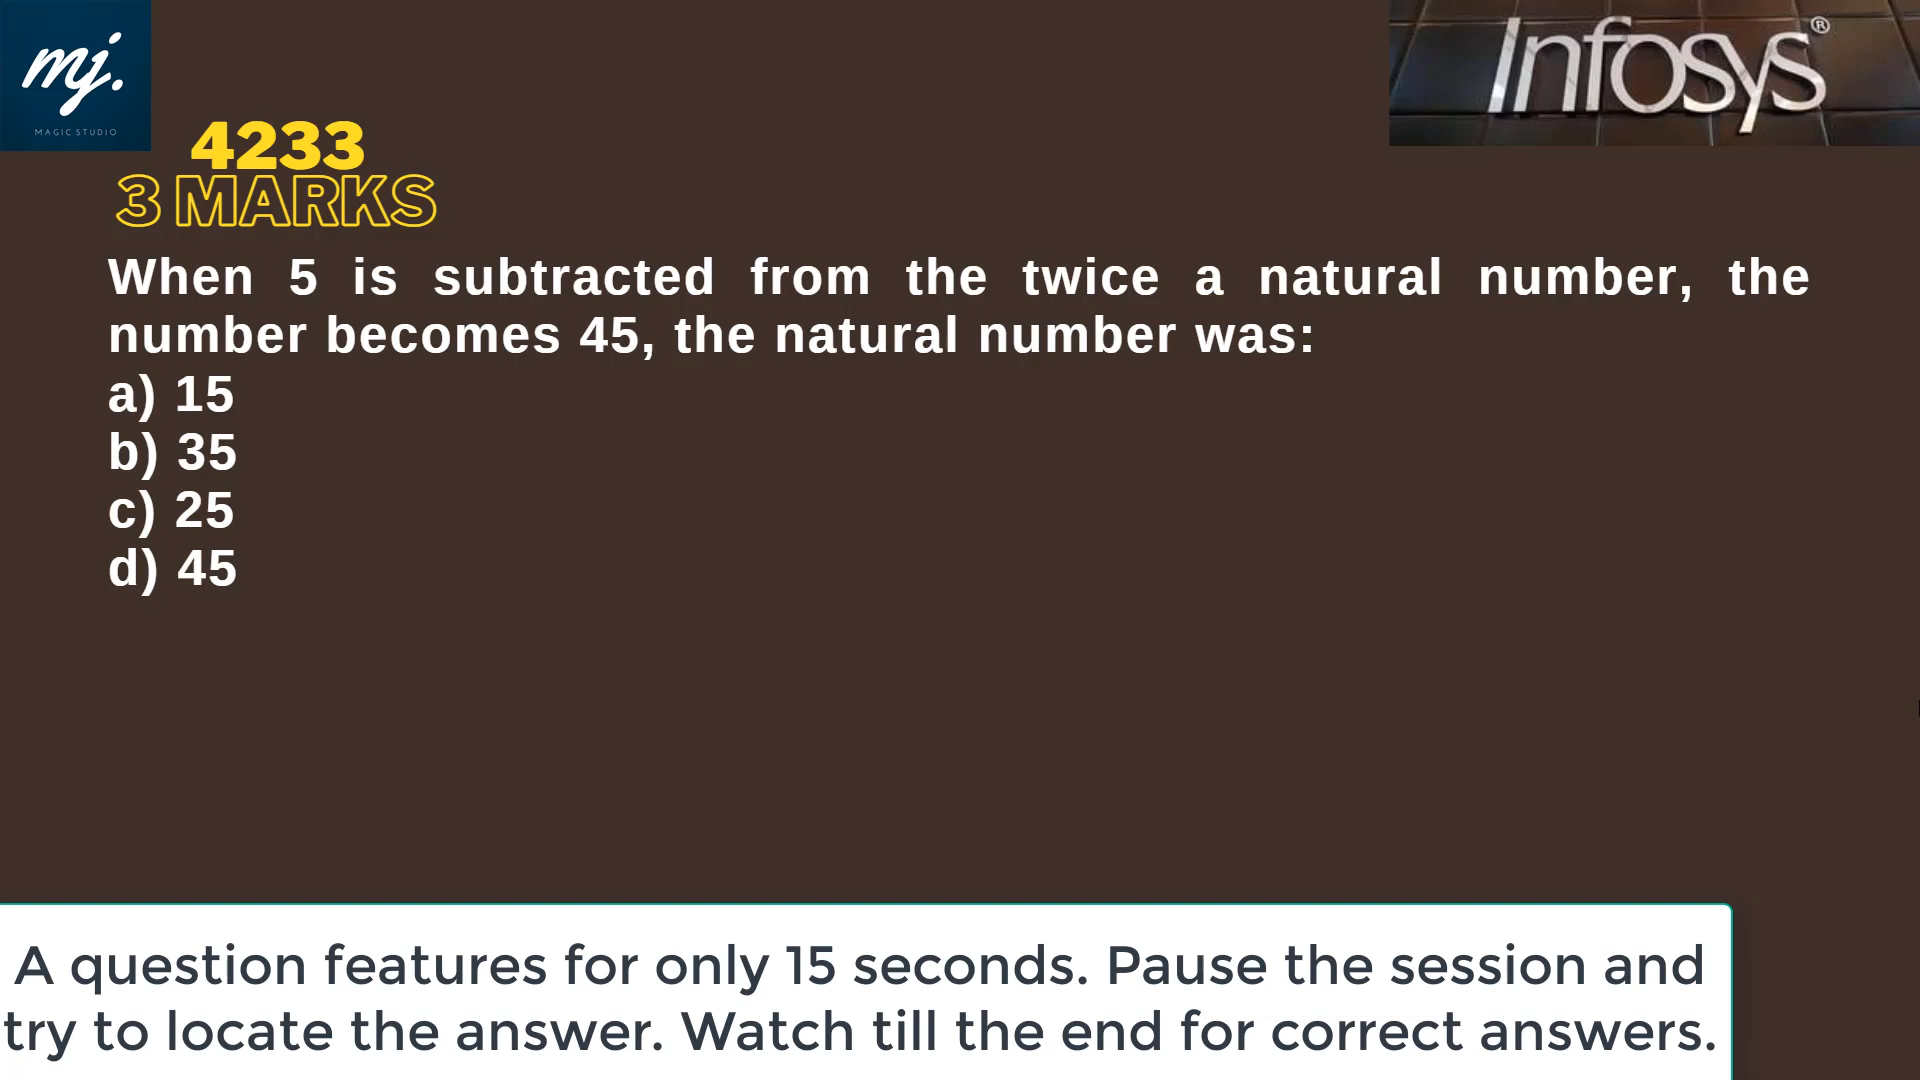 mj.
MAGIC STUDIO
Infosys®
4233
3 MARKS
When 5 is subtracted from the twice a natural number, the
number becomes 45, the natural number was:
a) 15
b) 35
c) 25
d) 45
A question features for only 15 seconds. Pause the session and
try to locate the answer. Watch till the end for correct answers.